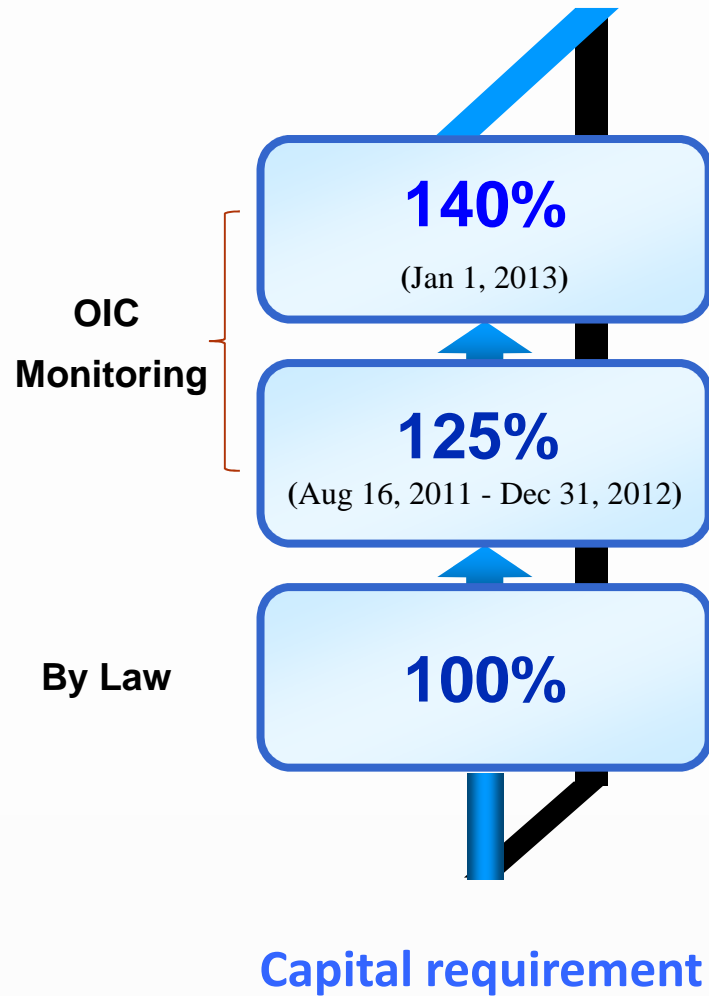 140%
(Jan 1, 2013)
OIC
Monitoring
125%
(Aug 16, 2011 - Dec 31, 2012)
By Law
100%
Capital requirement